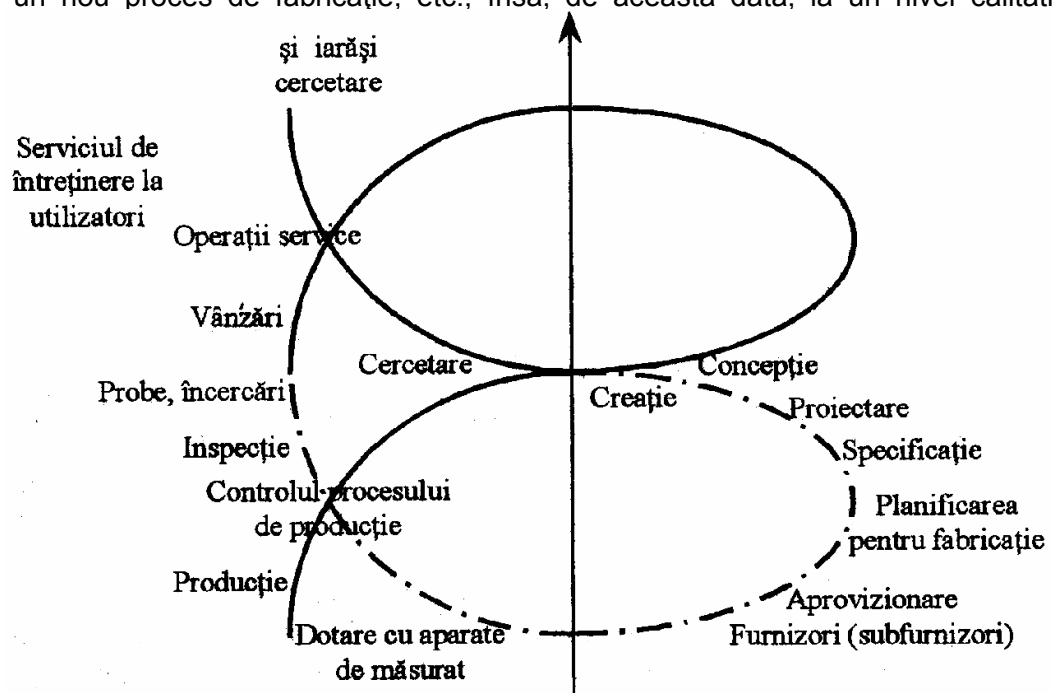 un nou proces de fabricaţie, etc., însă, de această dată, la un nivel calitati
şi iarăşi
cercetare
Serviciul de
întreţinere la
utilizatori
Operaţii service
Vânzări
Cercetare
Concepţie
Probe, încercări
Creaţie
Proiectare
Inspecţie
Specificaţie
Controlul procesului
de producţie
Planificarea
pentru fabricaţie
Producţie
Aprovizionare
Furnizori (subfurnizori)
Dotare cu aparate
de măsurat